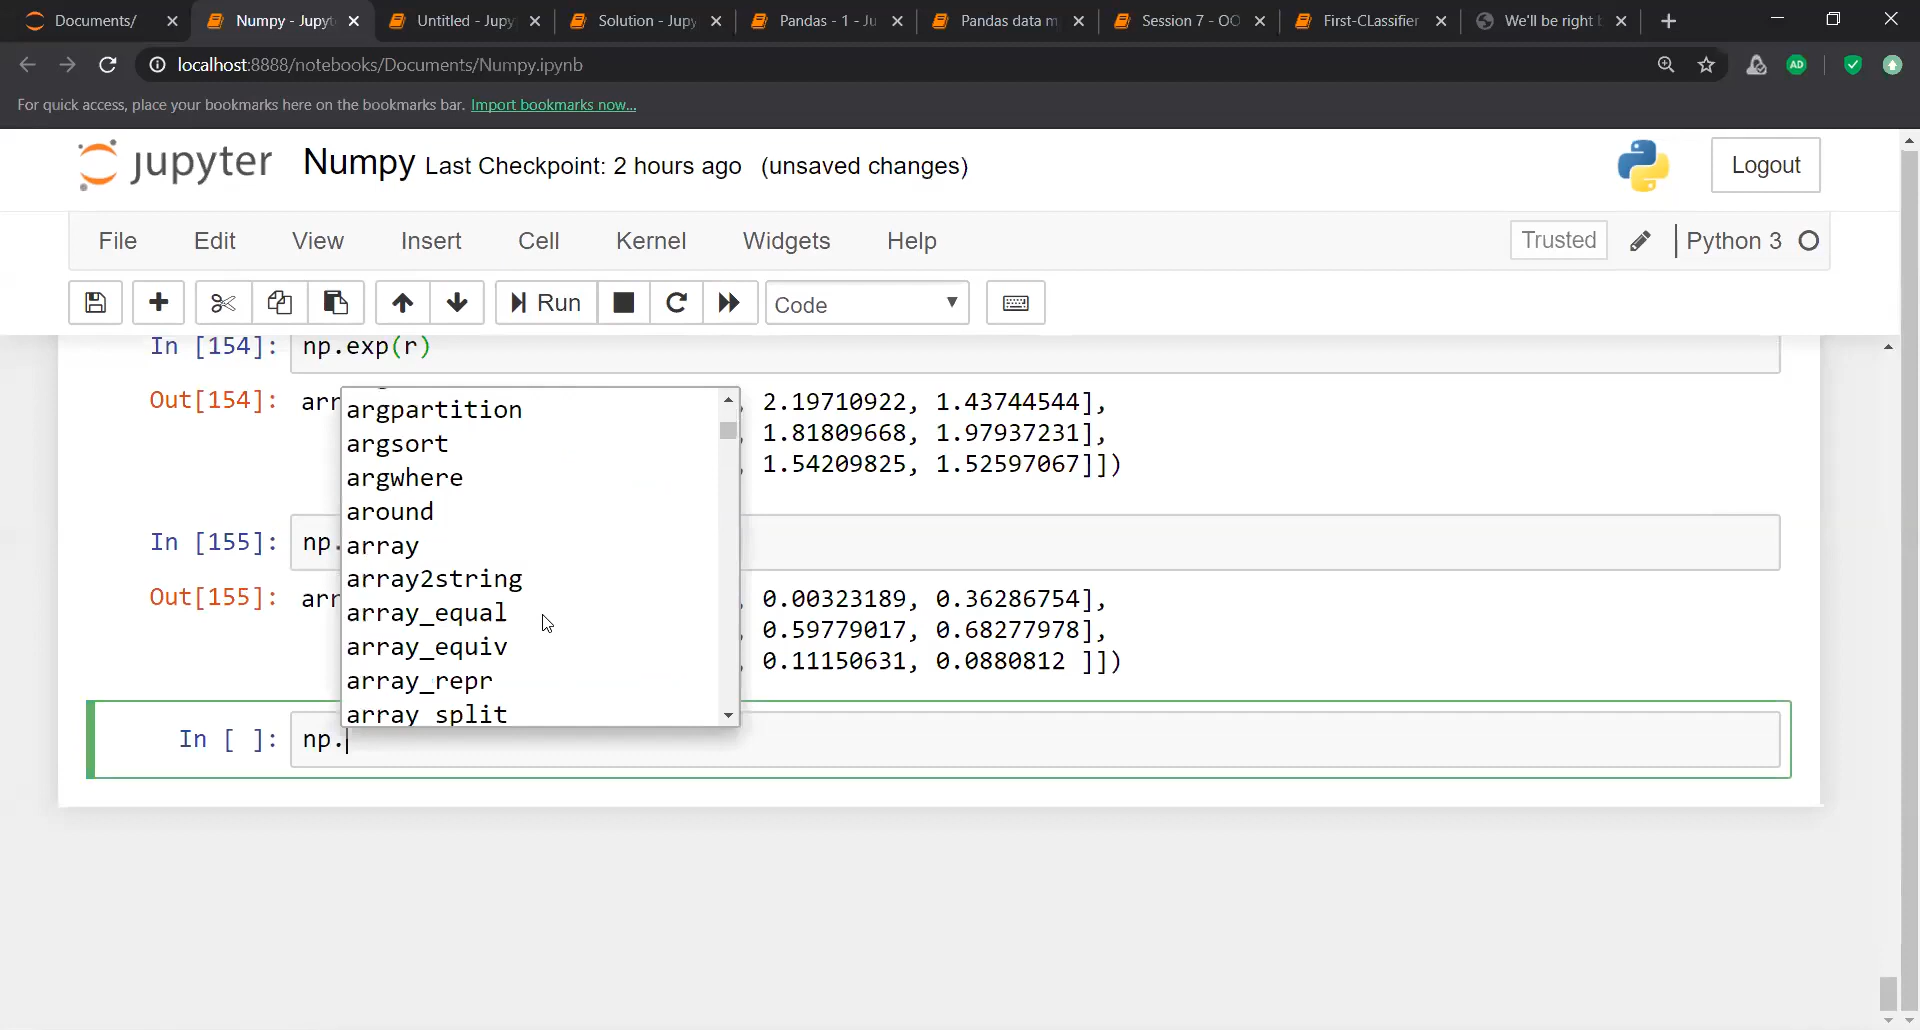 Documents/
Numpy - Jupyt
Untitled - Jupy
Solution - Jupy
Pandas - 1 - Ju
Pandas data m
Session 7 - OO
First-CLassifier
We'll be right b
localhost:8888/notebooks/Documents/Numpy.ipynb
AD
For quick access, place your bookmarks here on the bookmarks bar. Import bookmarks now...
jupyter Numpy Last Checkpoint: 2 hours ago (unsaved changes)
Logout
File Edit View Insert Cell Kernel Widgets Help
Trusted Python 3
Run Code
In [154]: np.exp(r)
Out[154]: arr 2.19710922, 1.43744544],
, 1.81809668, 1.97937231],
, 1.54209825, 1.52597067]])
In [155]: np.
Out[155]: arr 0.00323189, 0.36286754],
, 0.59779017, 0.68277978],
, 0.11150631, 0.0880812 ]])
argpartition
argsort
argwhere
around
array
array2string
array_equal
array_equiv
array_repr
array_split
In [ ]: np.